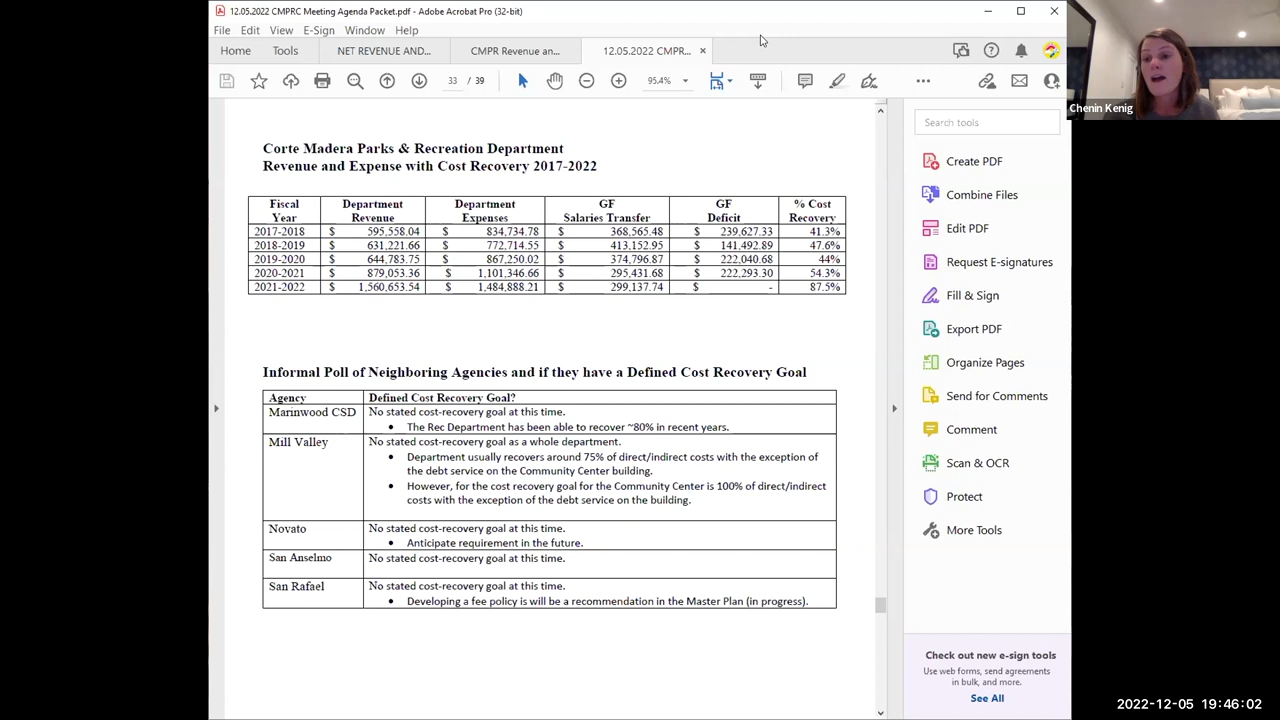 12.05.2022 CMPRC Meeting Agenda Packet.pdf - Adobe Acrobat Pro (32-bit)
File Edit View E-Sign Window Help
Home Tools NET REVENUE AND... CMPR Revenue an... 12.05.2022 CMPR... ×
33 / 39 95.4%
Chenin Kenig
Corte Madera Parks & Recreation Department
Revenue and Expense with Cost Recovery 2017-2022
Fiscal Department Department GF GF % Cost
Year Revenue Expenses Salaries Transfer Deficit Recovery
2017-2018 $ 595,558.04 $ 834,734.78 $ 368,565.48 $ 239,627.33 41.3%
2018-2019 $ 631,221.66 $ 772,714.55 $ 413,152.95 $ 141,492.89 47.6%
2019-2020 $ 644,783.75 $ 867,250.02 $ 374,796.87 $ 222,040.68 44%
2020-2021 $ 879,053.36 $ 1,101,346.66 $ 295,431.68 $ 222,293.30 54.3%
2021-2022 $ 1,560,653.54 $ 1,484,888.21 $ 299,137.74 $ - 87.5%
Informal Poll of Neighboring Agencies and if they have a Defined Cost Recovery Goal
Agency Defined Cost Recovery Goal?
Marinwood CSD No stated cost-recovery goal at this time.
• The Rec Department has been able to recover ~80% in recent years.
Mill Valley No stated cost-recovery goal as a whole department.
• Department usually recovers around 75% of direct/indirect costs with the exception of
the debt service on the Community Center building.
• However, for the cost recovery goal for the Community Center is 100% of direct/indirect
costs with the exception of the debt service on the building.
Novato No stated cost-recovery goal at this time.
• Anticipate requirement in the future.
San Anselmo No stated cost-recovery goal at this time.
San Rafael No stated cost-recovery goal at this time.
• Developing a fee policy is will be a recommendation in the Master Plan (in progress).
Search tools
Create PDF
Combine Files
Edit PDF
Request E-signatures
Fill & Sign
Export PDF
Organize Pages
Send for Comments
Comment
Scan & OCR
Protect
More Tools
Check out new e-sign tools
Use web forms, send agreements
in bulk, and more.
See All
2022-12-05 19:46:02